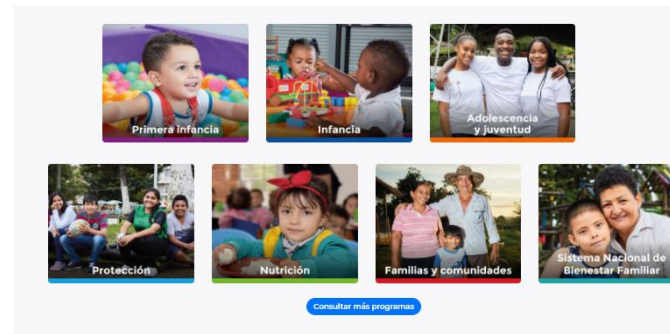 Primera infancia
Infancia
Adolescencia
y juventud
Protección
Nutrición
Familias y comunidades
Sistema Nacional de
Bienestar Familiar
Consultar más programas